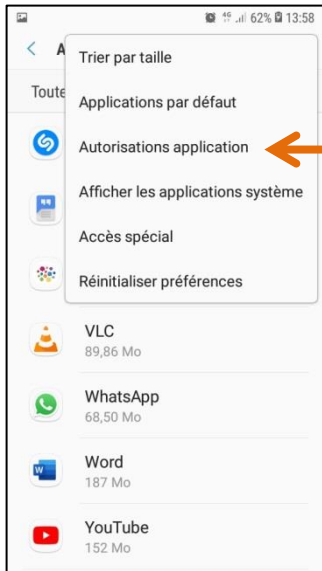 4G 62% 13:58
A
Trier par taille
Toute
Applications par défaut
Autorisations application
Afficher les applications système
Accès spécial
Réinitialiser préférences
VLC
89,86 Mo
WhatsApp
68,50 Mo
W
Word
187 Mo
YouTube
152 Mo